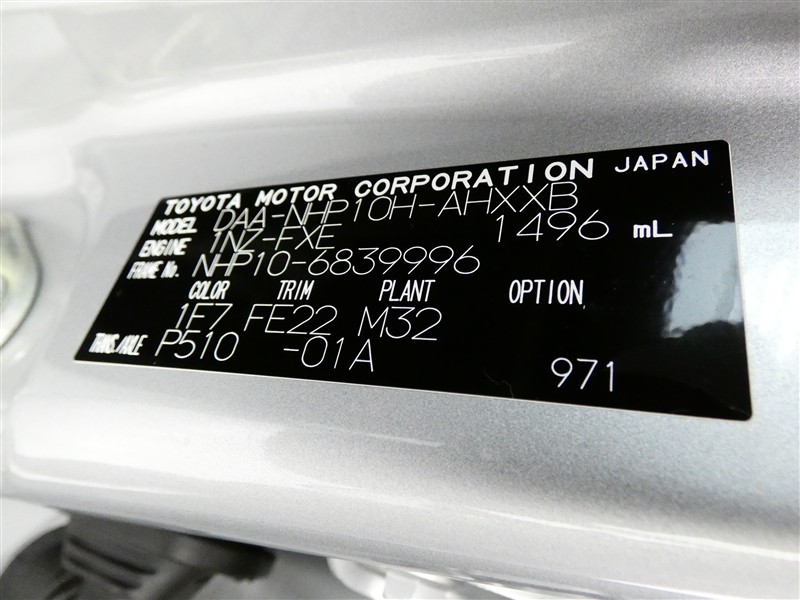 TOYOTA MOTOR CORPORATION JAPAN
MODEL DAA-NHP10H-AHXXB
ENGINE 1NZ-FXE 1496 mL
FRAME No. NHP10-6839996
COLOR TRIM PLANT OPTION
1F7 FE22 M32
TRANS./AXLE P510 -01A
971